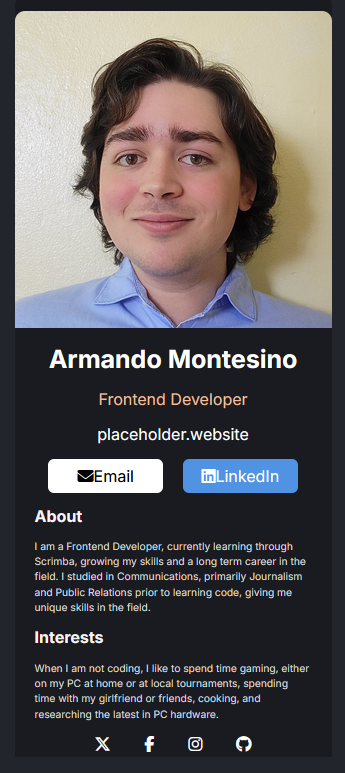 Armando Montesino
Frontend Developer
placeholder.website
Email
LinkedIn
About
I am a Frontend Developer, currently learning through
Scrimba, growing my skills and a long term career in the
field. I studied in Communications, primarily Journalism
and Public Relations prior to learning code, giving me
unique skills in the field.
Interests
When I am not coding, I like to spend time gaming, either
on my PC at home or at local tournaments, spending
time with my girlfriend or friends, cooking, and
researching the latest in PC hardware.